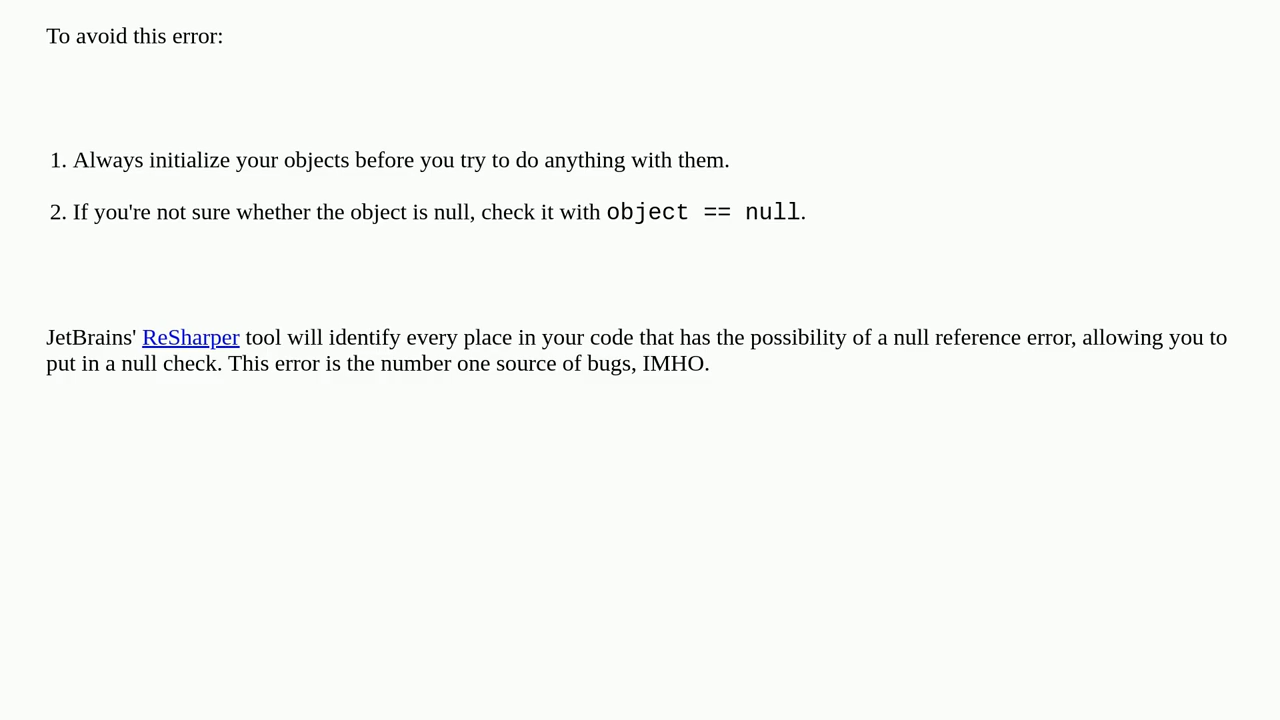 To avoid this error:
1. Always initialize your objects before you try to do anything with them.
2. If you're not sure whether the object is null, check it with object == null.
JetBrains' ReSharper tool will identify every place in your code that has the possibility of a null reference error, allowing you to
put in a null check. This error is the number one source of bugs, IMHO.